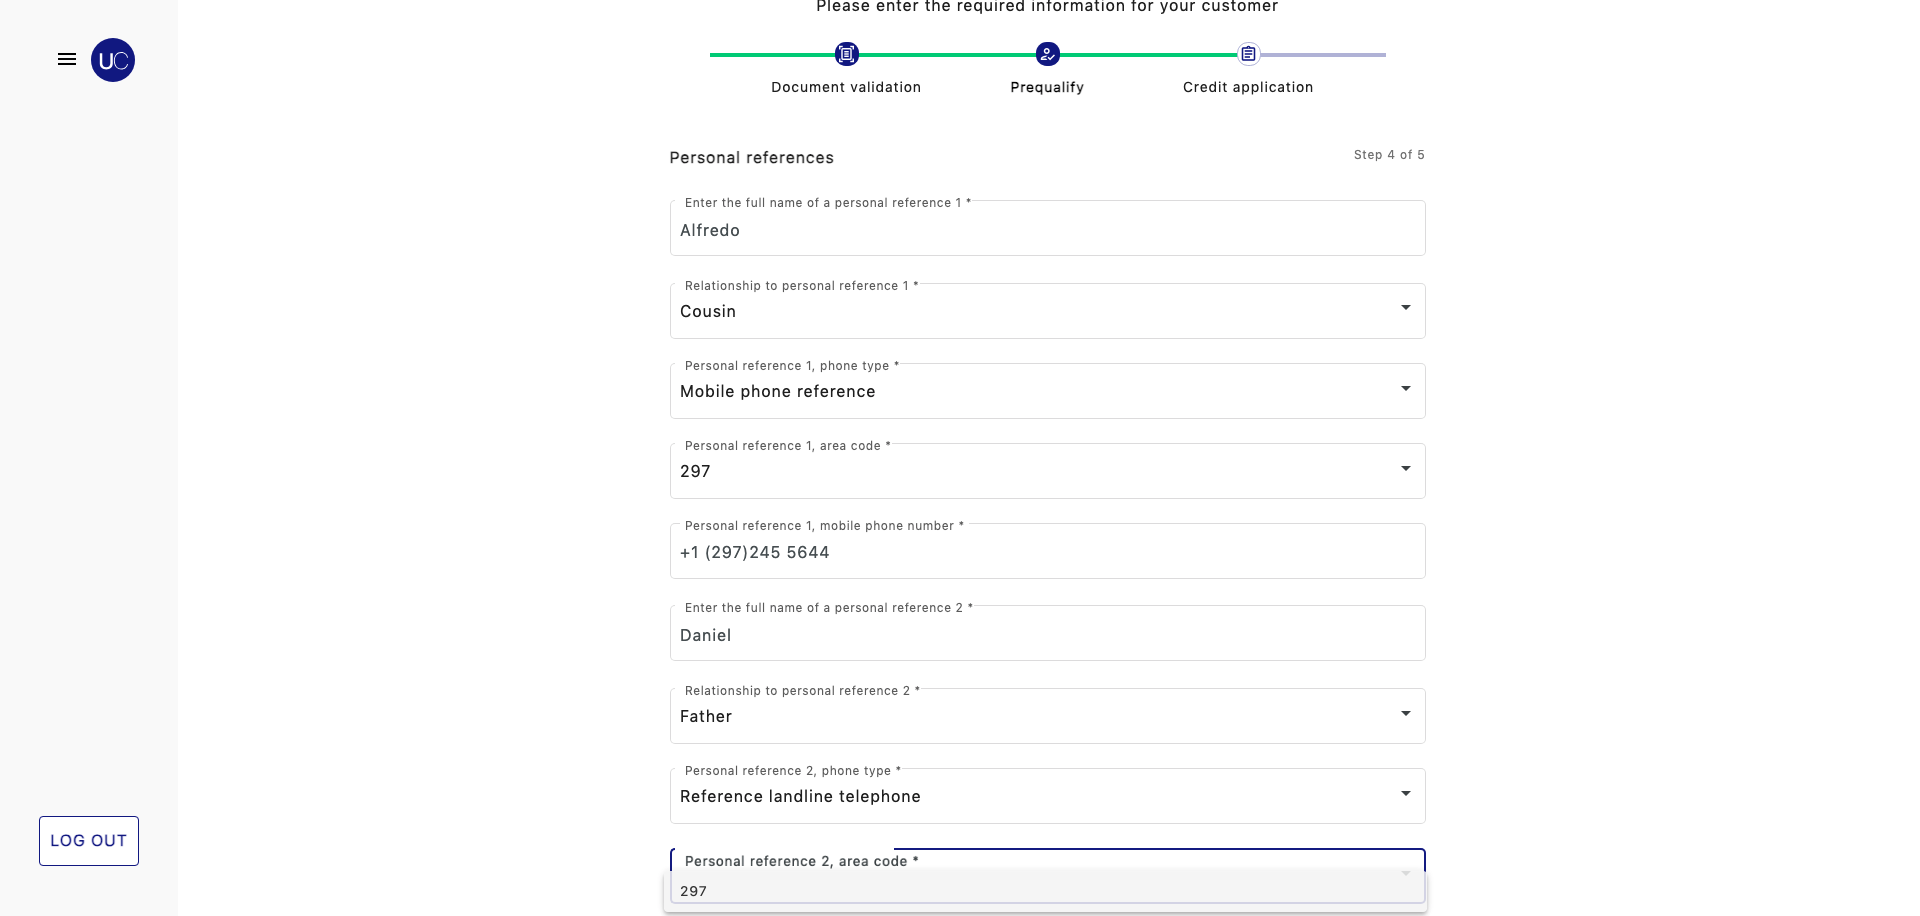 Please enter the required information for your customer
UC
Document validation
Prequalify
Credit application
Personal references
Step 4 of 5
Enter the full name of a personal reference 1 *
Alfredo
Relationship to personal reference 1 *
Cousin
Personal reference 1, phone type *
Mobile phone reference
Personal reference 1, area code *
297
Personal reference 1, mobile phone number *
+1 (297)245 5644
Enter the full name of a personal reference 2 *
Daniel
Relationship to personal reference 2 *
Father
Personal reference 2, phone type *
Reference landline telephone
LOG OUT
Personal reference 2, area code *
297